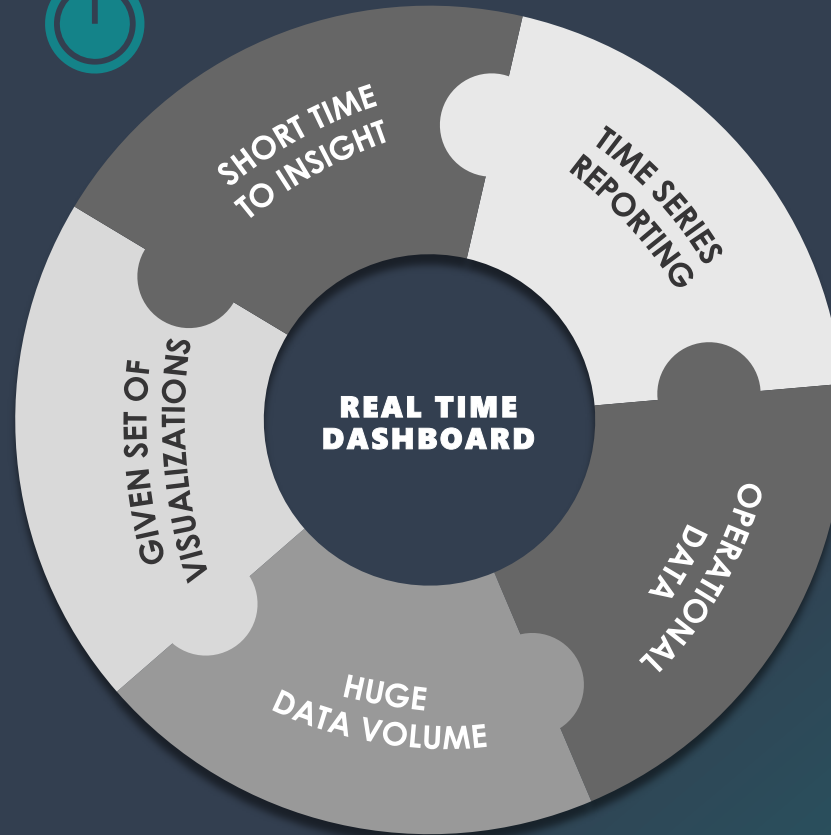 SHORT TIME
TO INSIGHT
TIME SERIES
REPORTING
REAL TIME
DASHBOARD
GIVEN SET OF
VISUALIZATIONS
OPERATIONAL
DATA
HUGE
DATA VOLUME